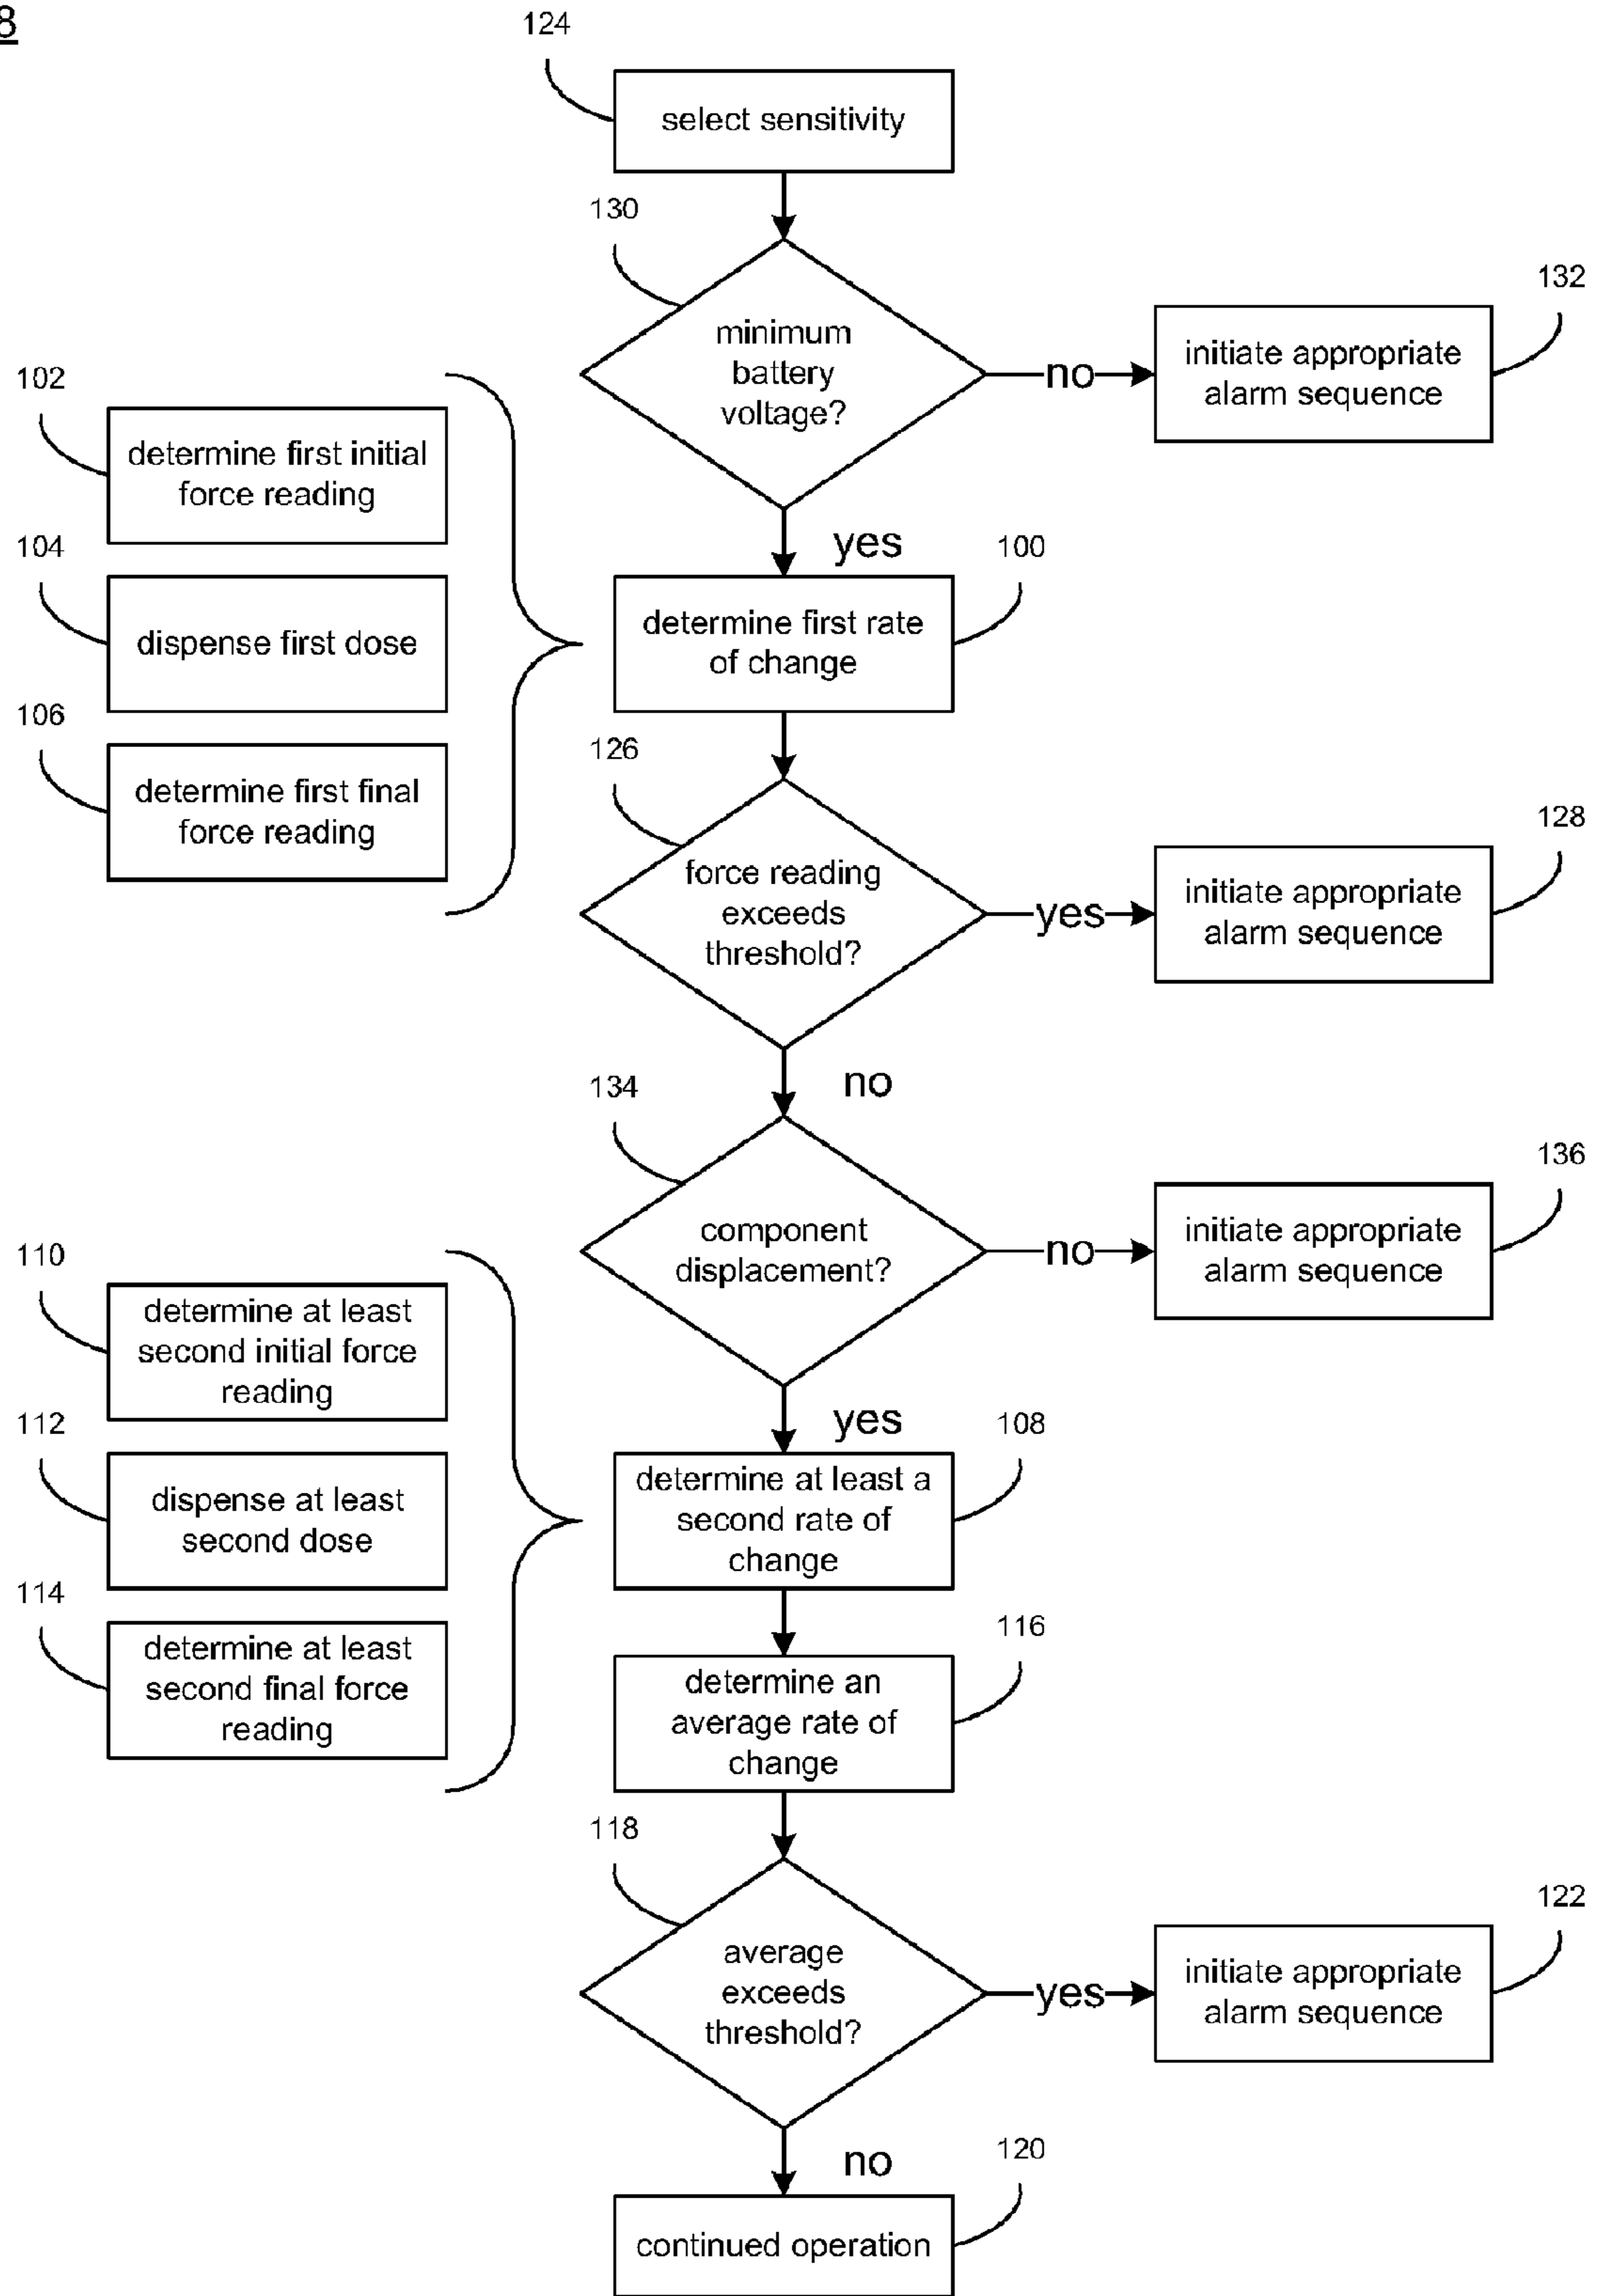 8
124
select sensitivity
130
minimum
battery
voltage?
no
132
initiate appropriate
alarm sequence
102
determine first initial
force reading
104
dispense first dose
106
determine first final
force reading
yes
100
determine first rate
of change
126
force reading
exceeds
threshold?
yes
128
initiate appropriate
alarm sequence
no
134
component
displacement?
no
136
initiate appropriate
alarm sequence
110
determine at least
second initial force
reading
112
dispense at least
second dose
114
determine at least
second final force
reading
yes
108
determine at least a
second rate of
change
116
determine an
average rate of
change
118
average
exceeds
threshold?
yes
122
initiate appropriate
alarm sequence
no
120
continued operation